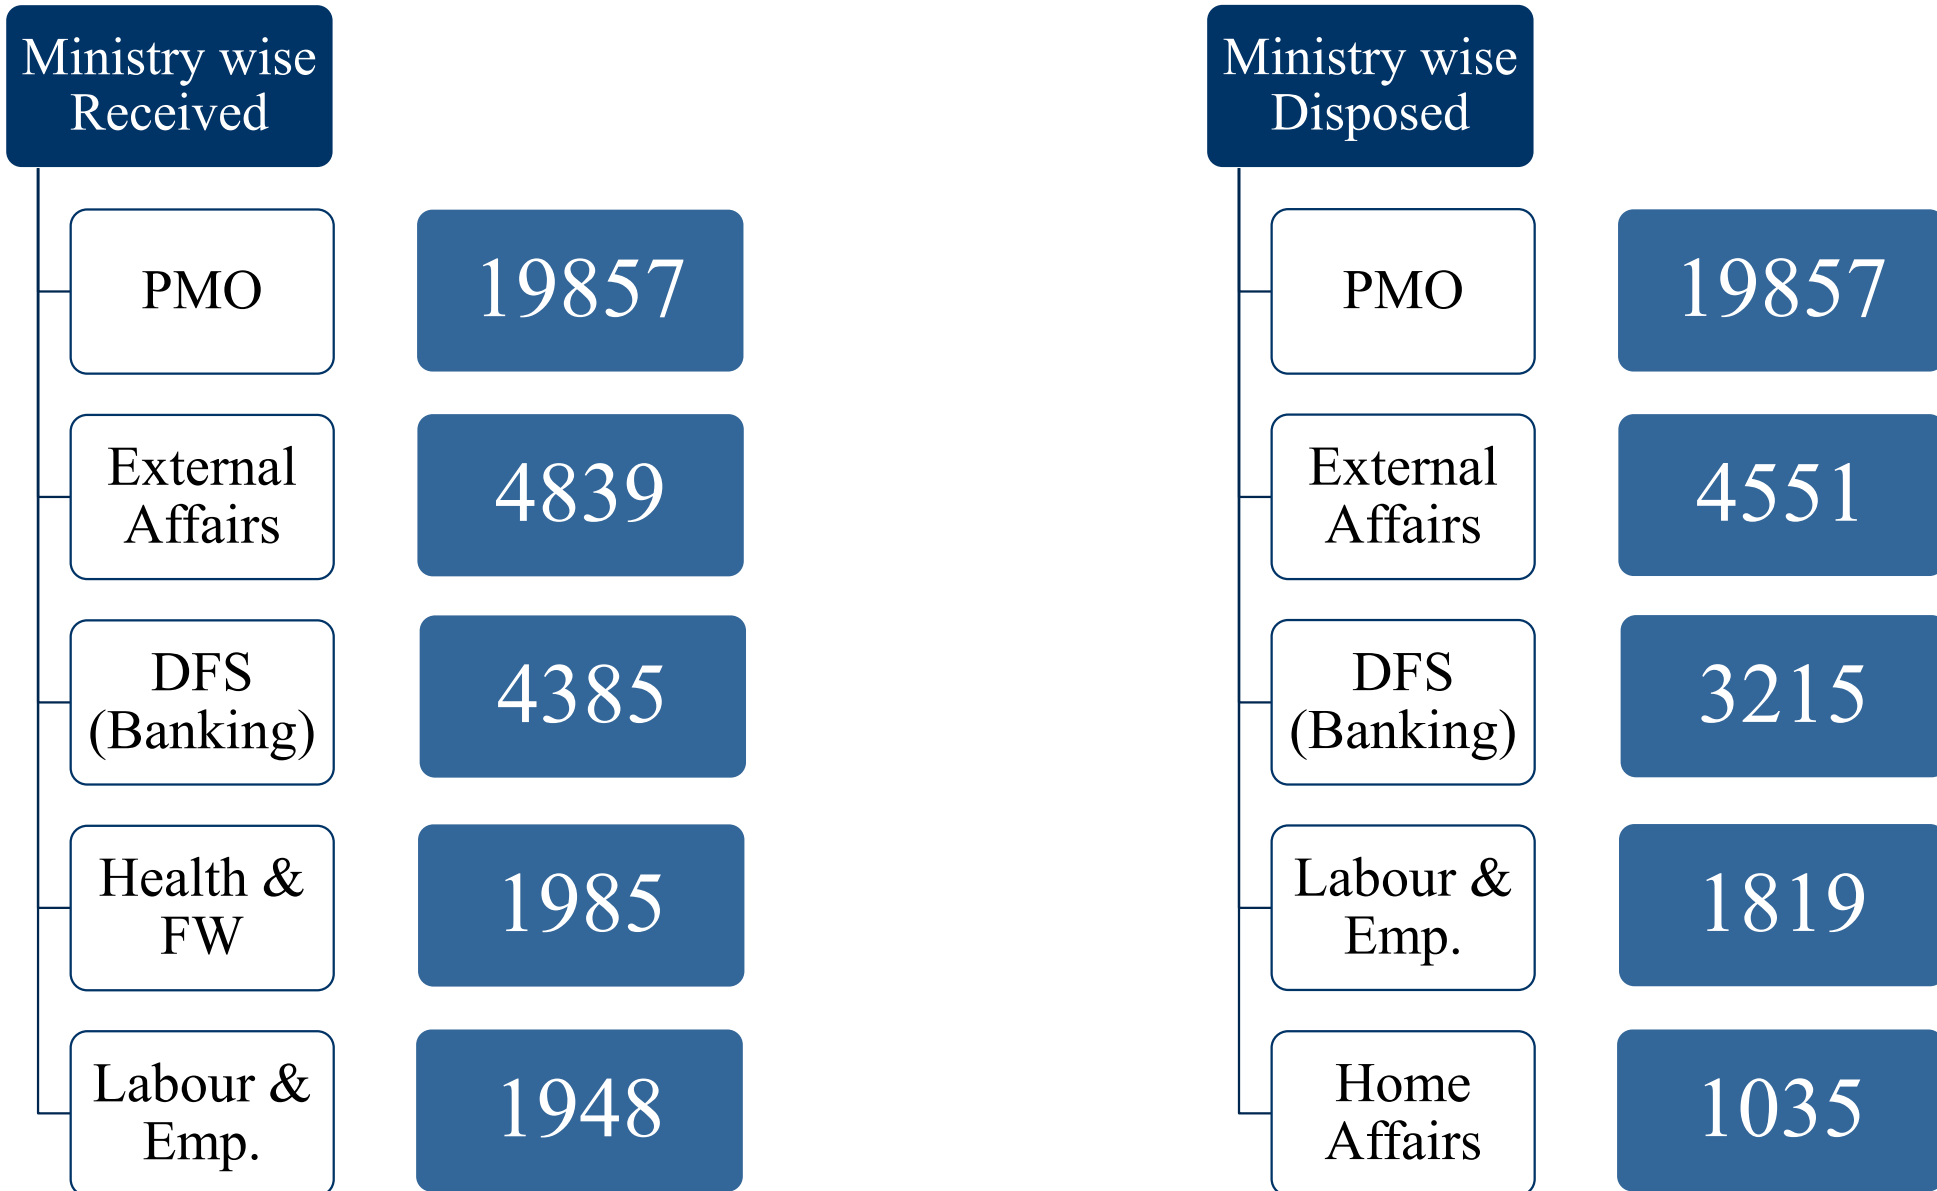 Ministry wise
Received
PMO
19857
External
Affairs
4839
DFS
(Banking)
4385
Health &
FW
1985
Labour &
Emp.
1948
Ministry wise
Disposed
PMO
19857
External
Affairs
4551
DFS
(Banking)
3215
Labour &
Emp.
1819
Home
Affairs
1035